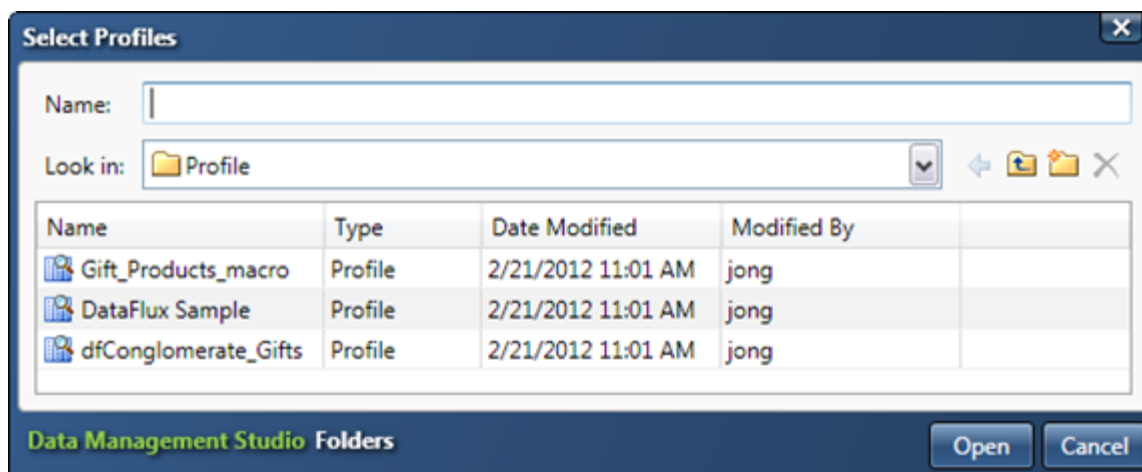 Select Profiles
Name:
Look in: Profile
Name Type Date Modified Modified By
Gift_Products_macro Profile 2/21/2012 11:01 AM jong
DataFlux Sample Profile 2/21/2012 11:01 AM jong
dfConglomerate_Gifts Profile 2/21/2012 11:01 AM jong
Data Management Studio Folders Open Cancel